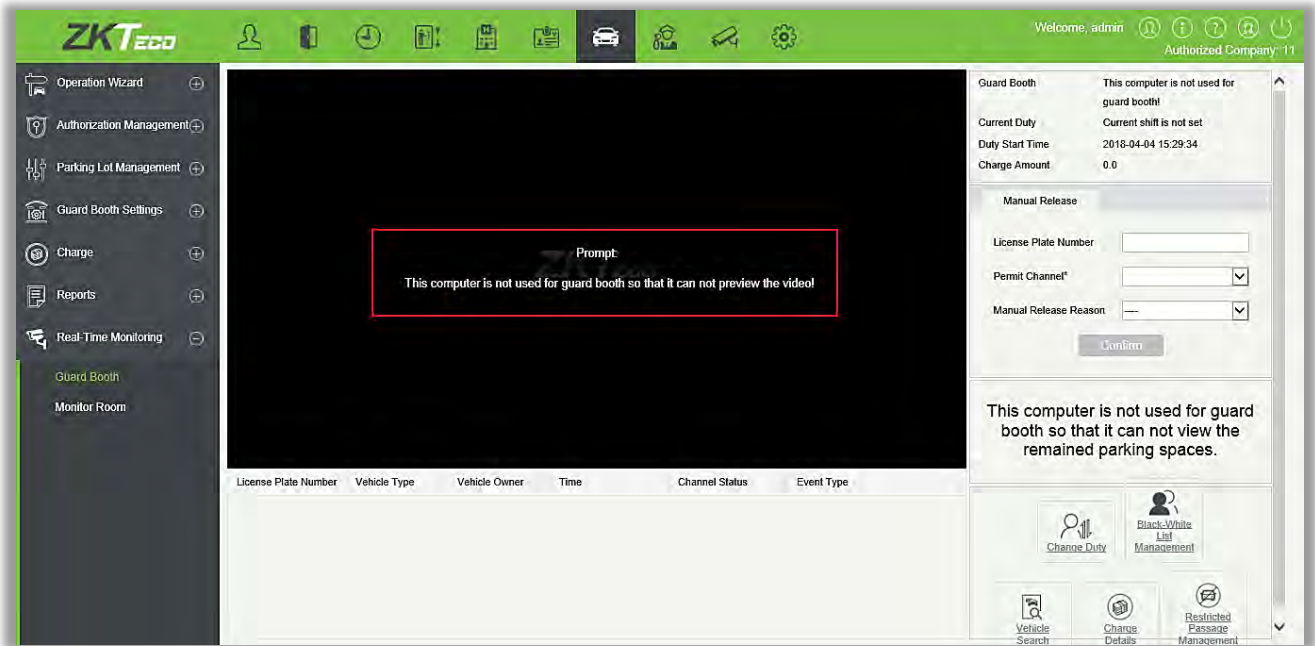 ZKTeco
Welcome, admin
Authorized Company: 11
Operation Wizard
Authorization Management
Parking Lot Management
Guard Booth Settings
Charge
Reports
Real-Time Monitoring
Guard Booth
Monitor Room
Prompt:
This computer is not used for guard booth so that it can not preview the video!
License Plate Number Vehicle Type Vehicle Owner Time Channel Status Event Type
Guard Booth This computer is not used for
guard booth!
Current Duty Current shift is not set
Duty Start Time 2018-04-04 15:29:34
Charge Amount 0.0
Manual Release
License Plate Number
Permit Channel*
Manual Release Reason ----
Confirm
This computer is not used for guard
booth so that it can not view the
remained parking spaces.
Change Duty
Black-White
List
Management
Vehicle
Search
Charge
Details
Restricted
Passage
Management